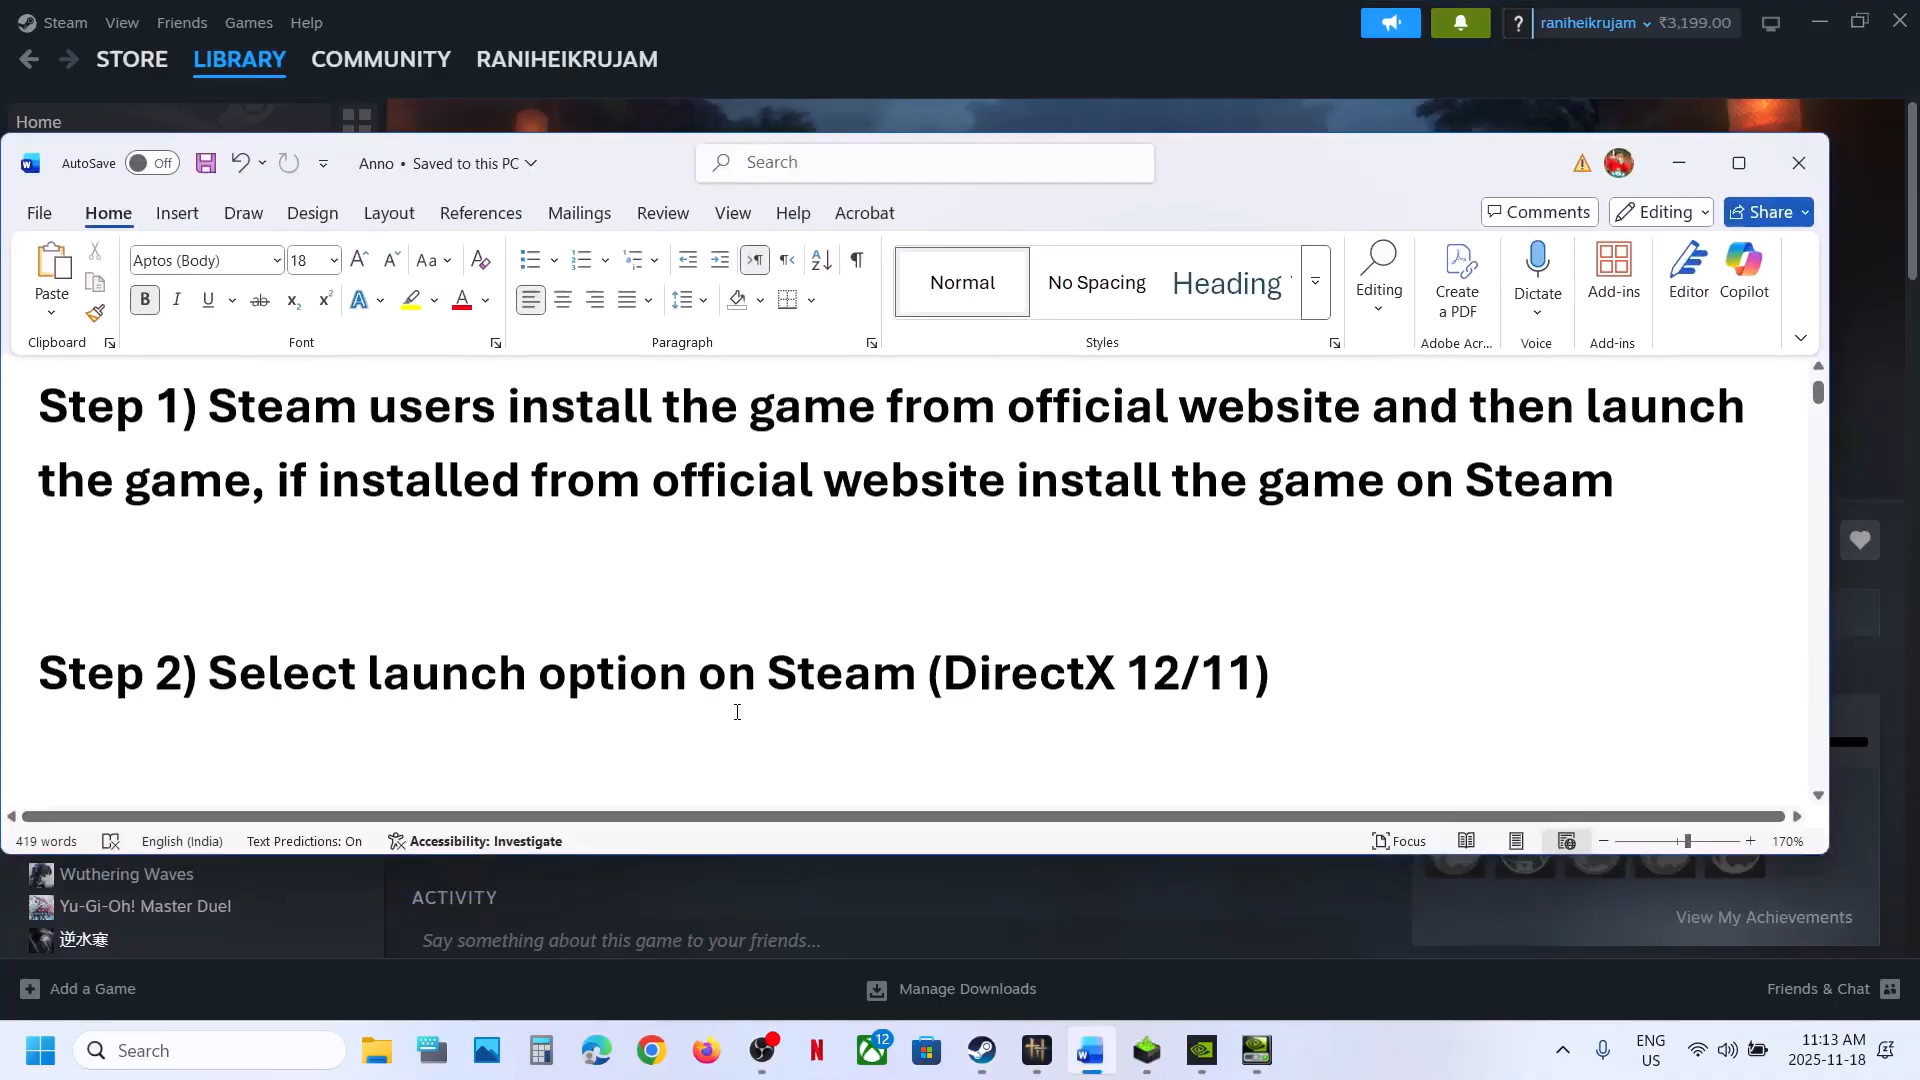 Steam View Friends Games Help
? raniheikrujam ₹3,199.00
STORE LIBRARY COMMUNITY RANIHEIKRUJAM
Home
AutoSave Off Anno • Saved to this PC Search
File Home Insert Draw Design Layout References Mailings Review View Help Acrobat Comments Editing Share
Paste Aptos (Body) 18 Normal No Spacing Heading Editing Create a PDF Dictate Add-ins Editor Copilot
Clipboard Font Paragraph Styles Adobe Acr... Voice Add-ins
Step 1) Steam users install the game from official website and then launch
the game, if installed from official website install the game on Steam
Step 2) Select launch option on Steam (DirectX 12/11)
419 words English (India) Text Predictions: On Accessibility: Investigate Focus 170%
Wuthering Waves
Yu-Gi-Oh! Master Duel
逆水寒
ACTIVITY
Say something about this game to your friends...
View My Achievements
Add a Game Manage Downloads Friends & Chat
Search 12 ENG US 11:13 AM 2025-11-18